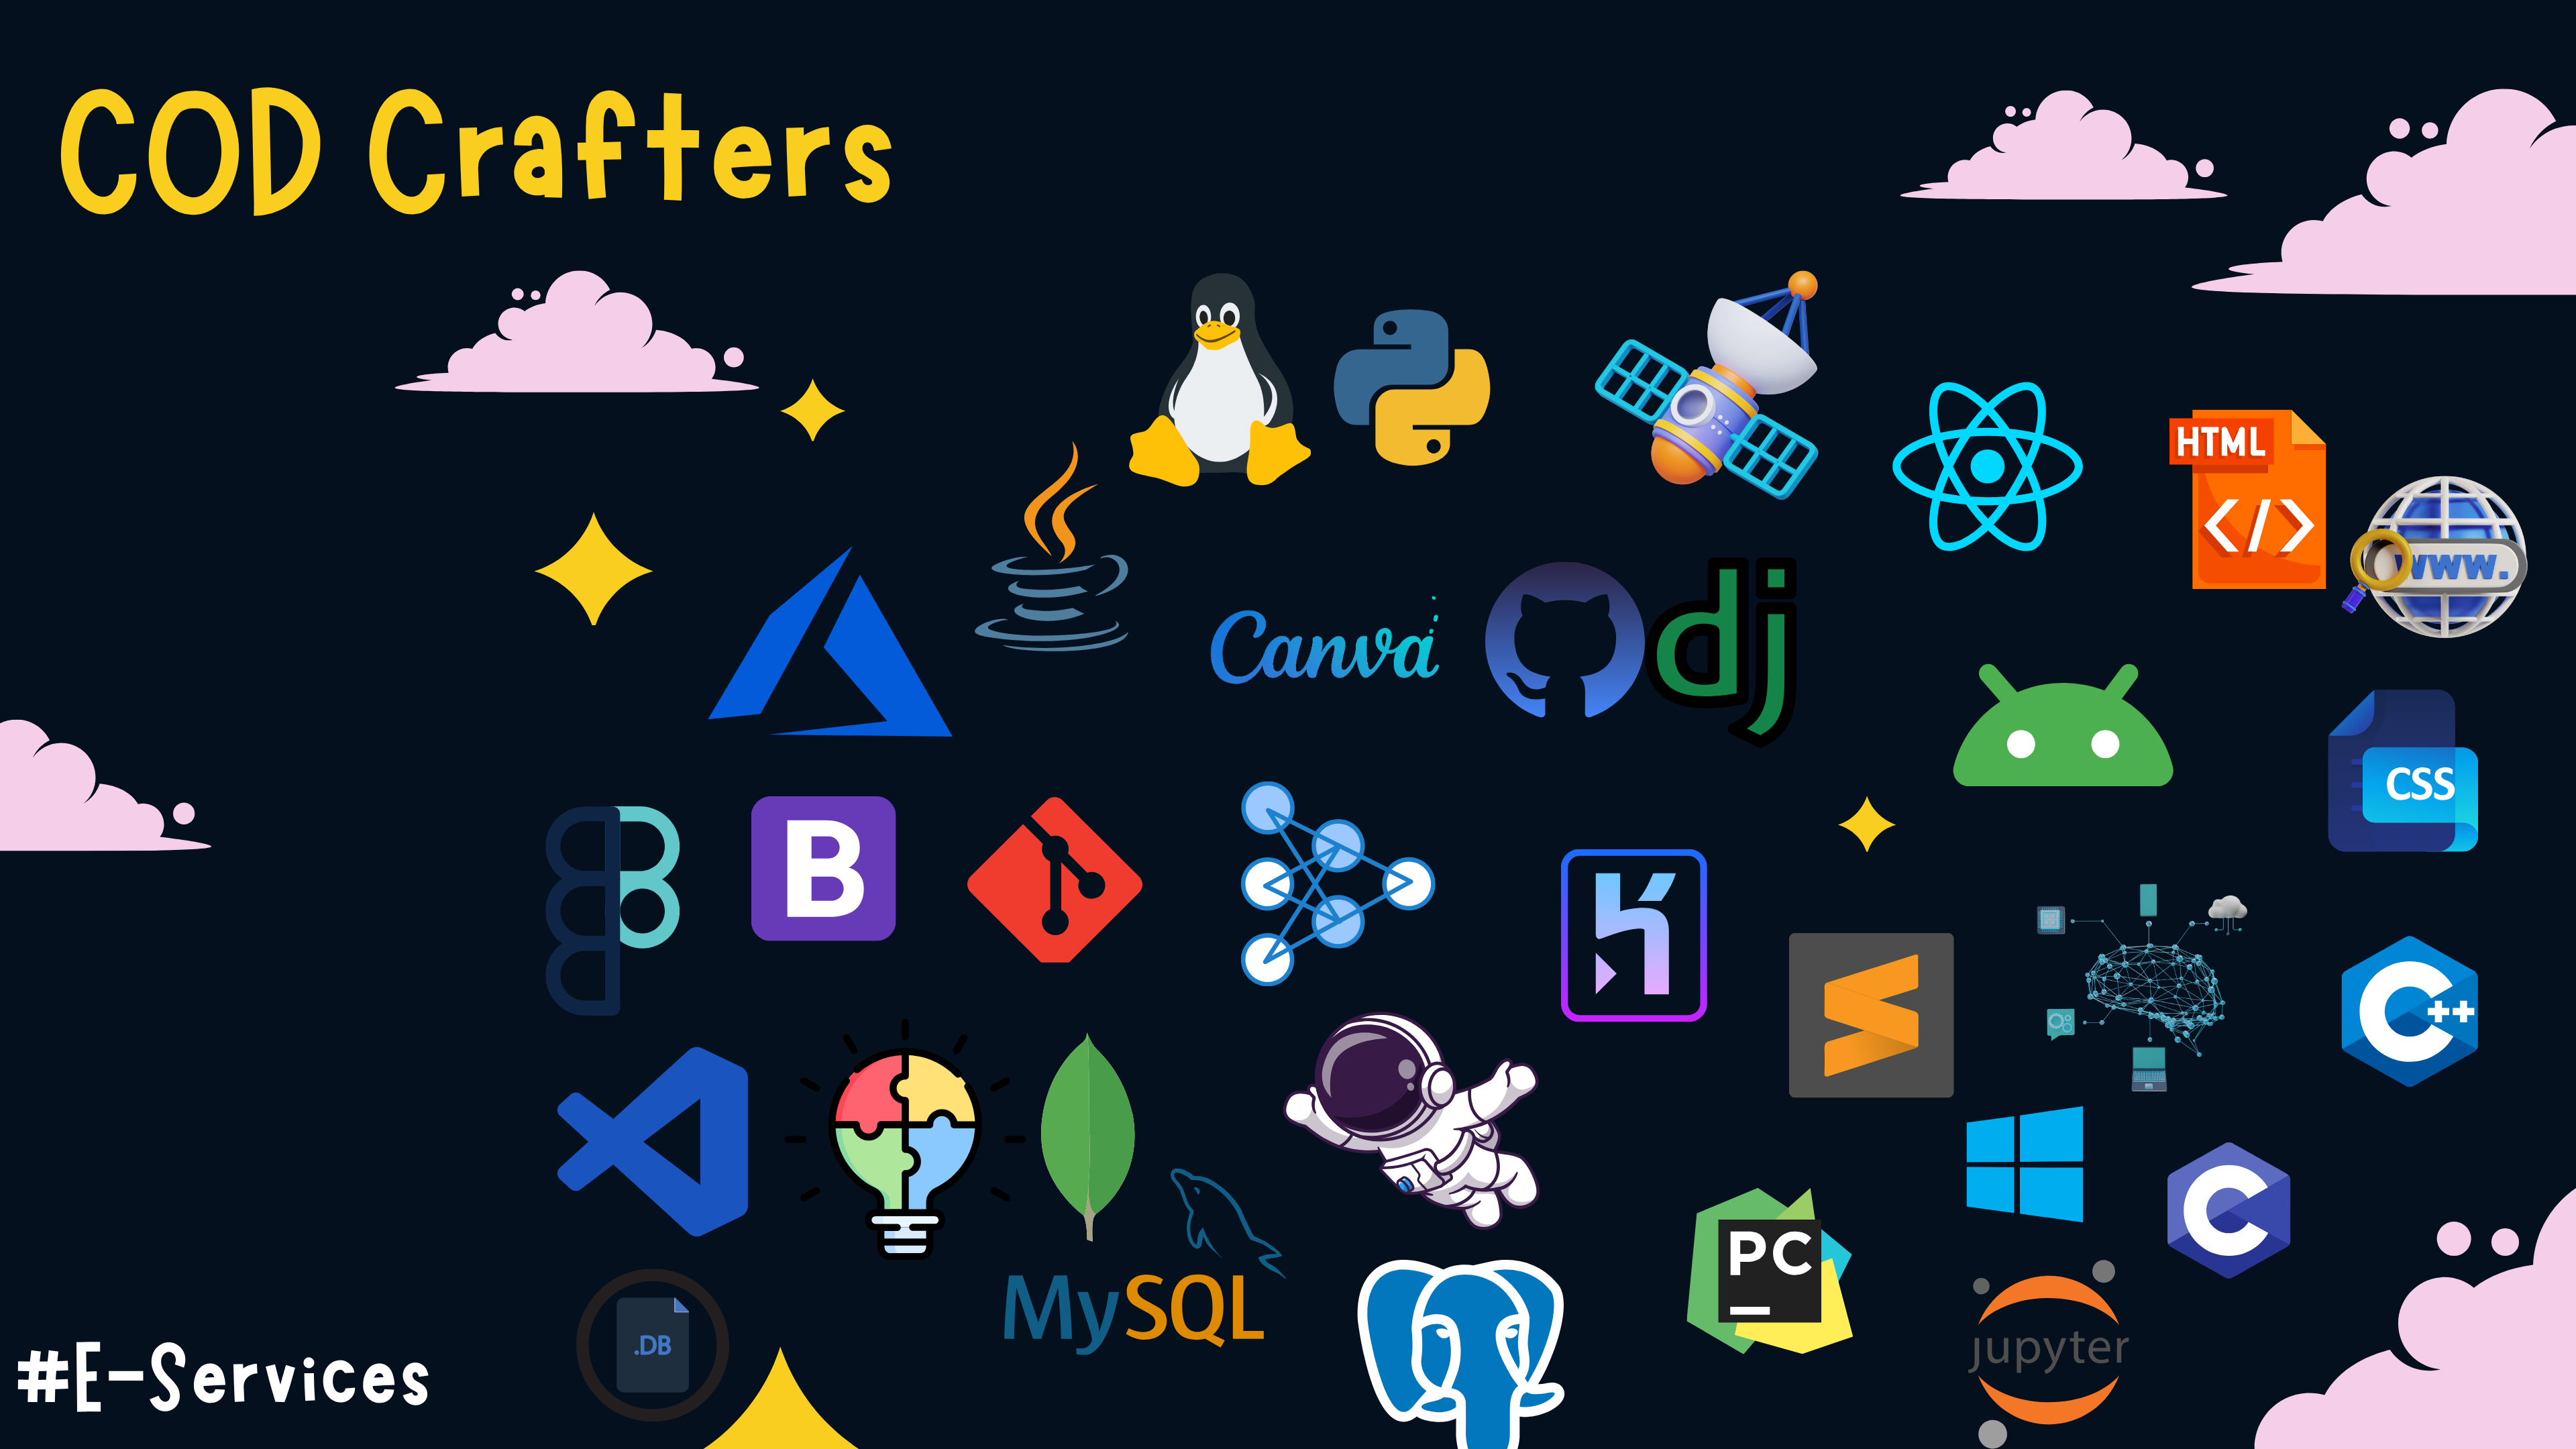 COD Crafters
HTML
</>
www.
Canva
dj
CSS
B
C++
PC
C
.DB
MySQL
jupyter
#E-Services